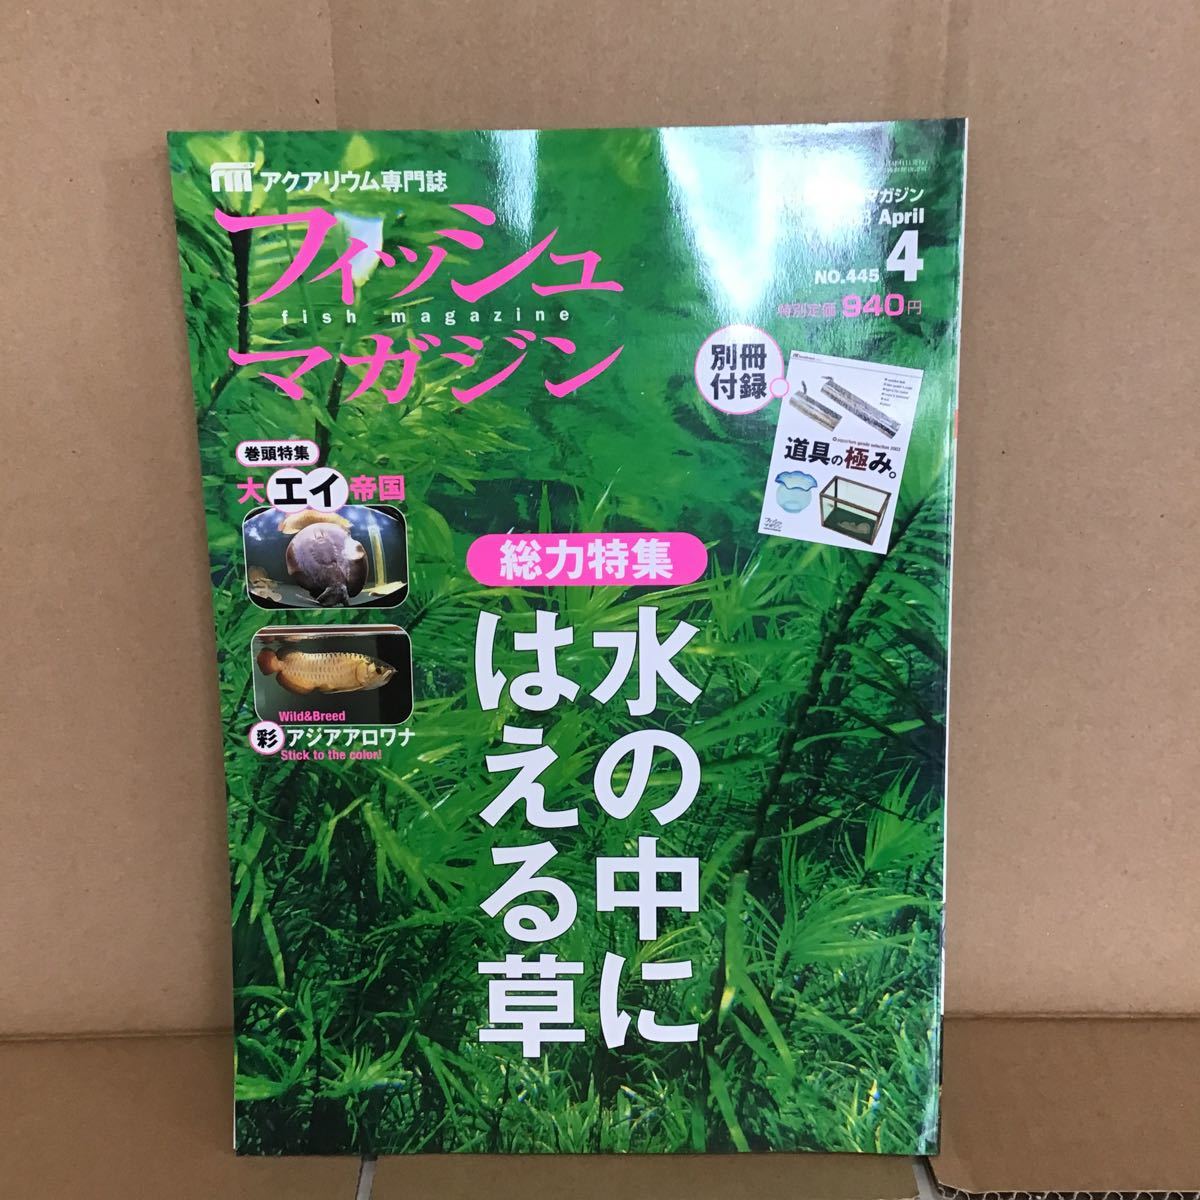 アクアリウム専門誌
フィッシュ
fish magazine
マガジン
マガジン
April
4
NO.445
特別定価 940円
別冊
付録
道具の極み。
aquarium goods selection 2003
巻頭特集
大エイ帝国
総力特集
水の中に
はえる草
Wild&Breed
彩 アジアアロワナ
Stick to the color!